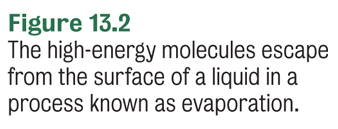 Figure 13.2
The high-energy molecules escape
from the surface of a liquid in a
process known as evaporation.